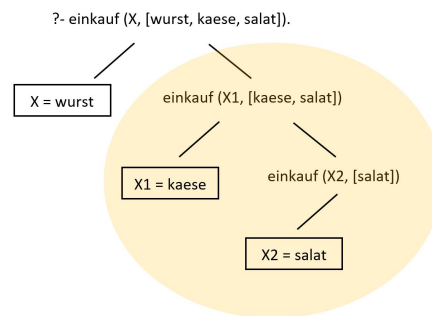 ?- einkauf (X, [wurst, kaese, salat]).
X = wurst
einkauf (X1, [kaese, salat])
X1 = kaese
einkauf (X2, [salat])
X2 = salat